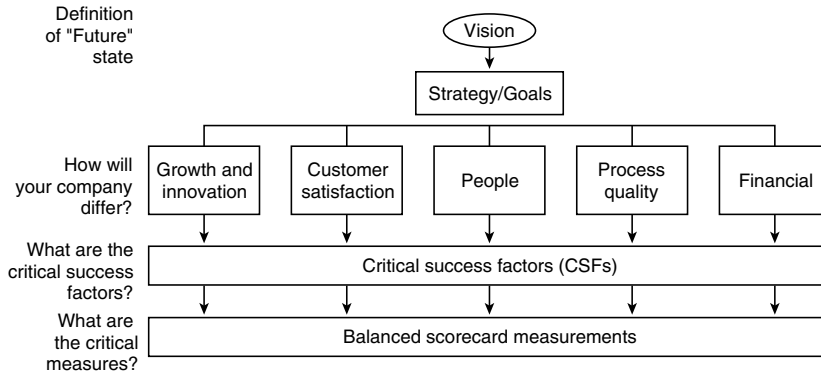 Definition
of "Future"
state
Vision
Strategy/Goals
How will
your company
differ?
Growth and
innovation
Customer
satisfaction
People
Process
quality
Financial
What are the
critical success
factors?
Critical success factors (CSFs)
What are
the critical
measures?
Balanced scorecard measurements